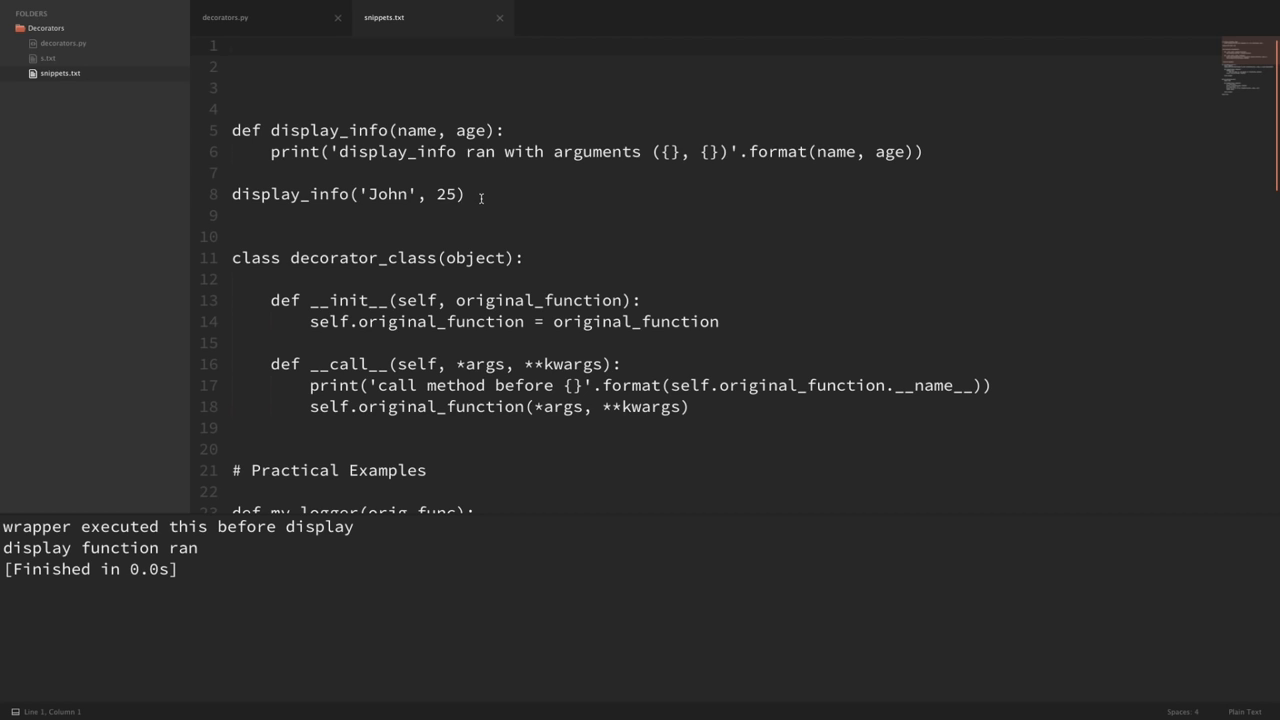 FOLDERS
Decorators
decorators.py
s.txt
snippets.txt
decorators.py ×
snippets.txt ×
1
2
3
4
5 def display_info(name, age):
6     print('display_info ran with arguments ({}, {})'.format(name, age))
7
8 display_info('John', 25)
9
10
11 class decorator_class(object):
12
13     def __init__(self, original_function):
14         self.original_function = original_function
15
16     def __call__(self, *args, **kwargs):
17         print('call method before {}'.format(self.original_function.__name__))
18         self.original_function(*args, **kwargs)
19
20
21 # Practical Examples
22
23 def my_logger(orig_func):
wrapper executed this before display
display function ran
[Finished in 0.0s]
Line 1, Column 1
Spaces: 4
Plain Text